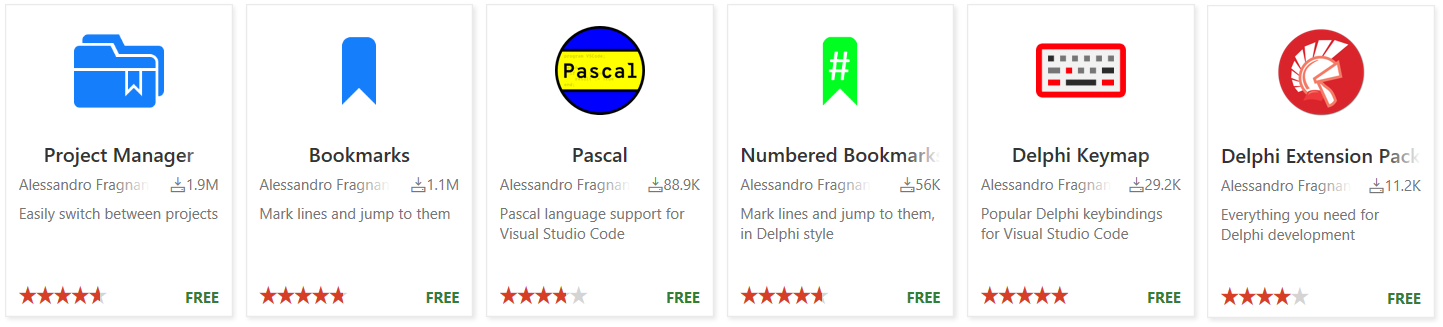 Pascal
#
Project Manager
Alessandro Fragnan
1.9M
Easily switch between projects
FREE
Bookmarks
Alessandro Fragnan
1.1M
Mark lines and jump to them
FREE
Pascal
Alessandro Fragnan
88.9K
Pascal language support for
Visual Studio Code
FREE
Numbered Bookmarks
Alessandro Fragnan
56K
Mark lines and jump to them,
in Delphi style
FREE
Delphi Keymap
Alessandro Fragnan
29.2K
Popular Delphi keybindings
for Visual Studio Code
FREE
Delphi Extension Pack
Alessandro Fragnan
11.2K
Everything you need for
Delphi development
FREE